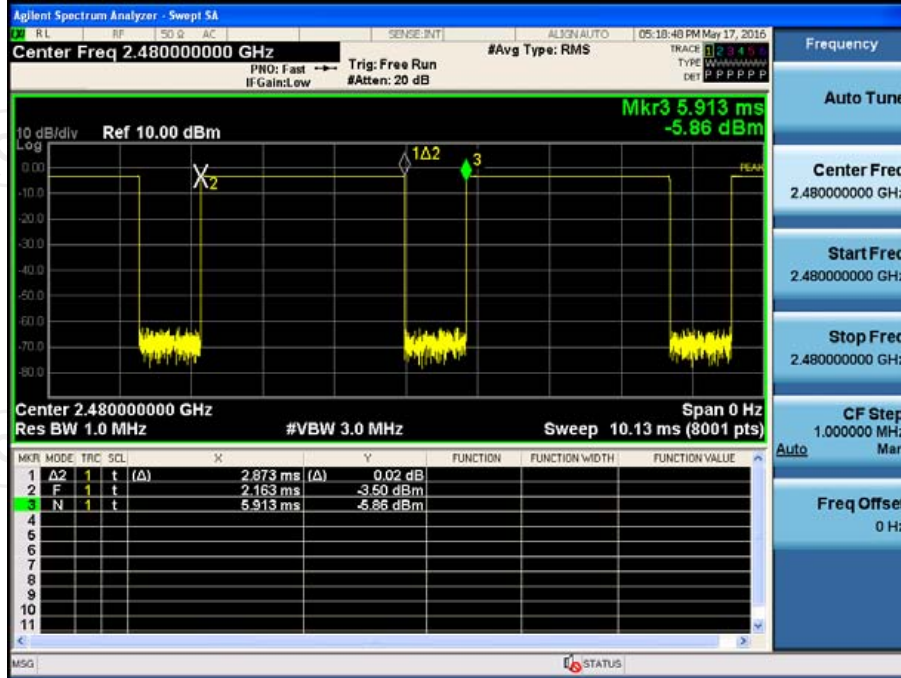 Agilent Spectrum Analyzer - Swept SA
RL RF 50 Ω AC SENSE:INT ALIGN AUTO 05:18:48 PM May 17, 2016
Center Freq 2.480000000 GHz
PNO: Fast
IFGain:Low
Trig: Free Run
#Atten: 20 dB
#Avg Type: RMS
TRACE 1 2 3 4 5 6
TYPE WWWWWW
DET P P P P P P
Mkr3 5.913 ms
-5.86 dBm
10 dB/div Ref 10.00 dBm
Log
0.00
-10.0
-20.0
-30.0
-40.0
-50.0
-60.0
-70.0
-80.0
X2
1Δ2
3
PEAK
Center 2.480000000 GHz Span 0 Hz
Res BW 1.0 MHz #VBW 3.0 MHz Sweep 10.13 ms (8001 pts)
MKR MODE TRC SCL X Y FUNCTION FUNCTION WIDTH FUNCTION VALUE
1 Δ2 1 t (Δ) 2.873 ms (Δ) 0.02 dB
2 F 1 t 2.163 ms -3.50 dBm
3 N 1 t 5.913 ms -5.86 dBm
4
5
6
7
8
9
10
11
MSG STATUS
Frequency
Auto Tune
Center Freq
2.480000000 GHz
Start Freq
2.480000000 GHz
Stop Freq
2.480000000 GHz
CF Step
1.000000 MHz
Auto Man
Freq Offset
0 Hz